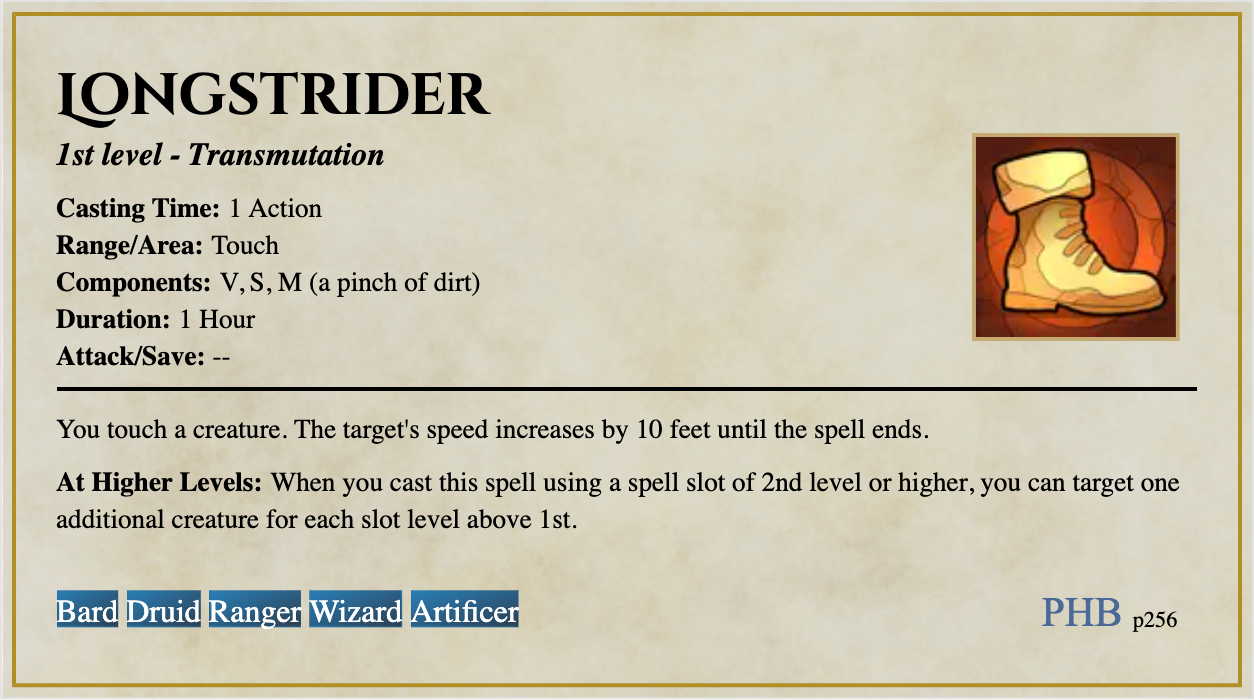 Longstrider
1st level - Transmutation
Casting Time: 1 Action
Range/Area: Touch
Components: V, S, M (a pinch of dirt)
Duration: 1 Hour
Attack/Save: --
You touch a creature. The target's speed increases by 10 feet until the spell ends.
At Higher Levels: When you cast this spell using a spell slot of 2nd level or higher, you can target one
additional creature for each slot level above 1st.
Bard Druid Ranger Wizard Artificer
PHB p256